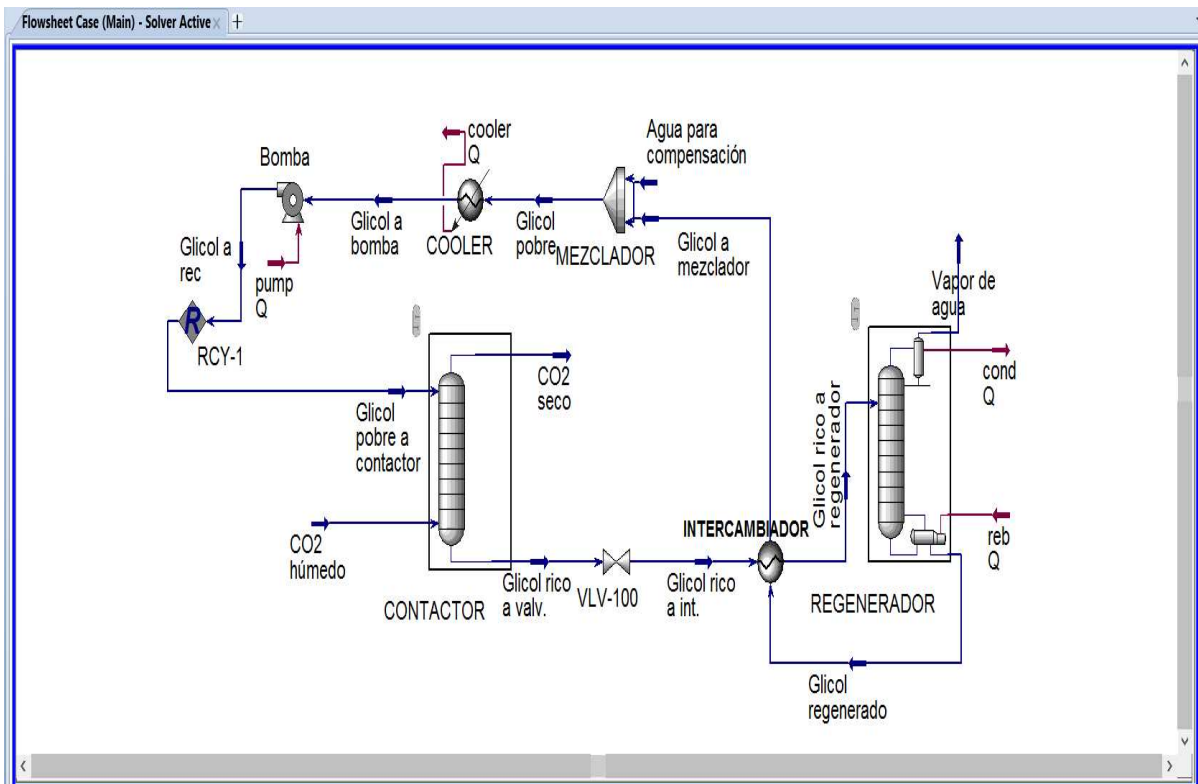 Flowsheet Case (Main) - Solver Active
cooler
Q
Agua para
compensación
Bomba
Glicol a
bomba
COOLER
Glicol
pobre
MEZCLADOR
Glicol a
mezclador
Glicol a
rec
pump
Q
R
RCY-1
Vapor de
agua
CO2
seco
cond
Q
Glicol
pobre a
contactor
Glicol rico a
regenerador
CO2
húmedo
INTERCAMBIADOR
reb
Q
CONTACTOR
Glicol rico
a valv.
VLV-100
Glicol rico
a int.
REGENERADOR
Glicol
regenerado